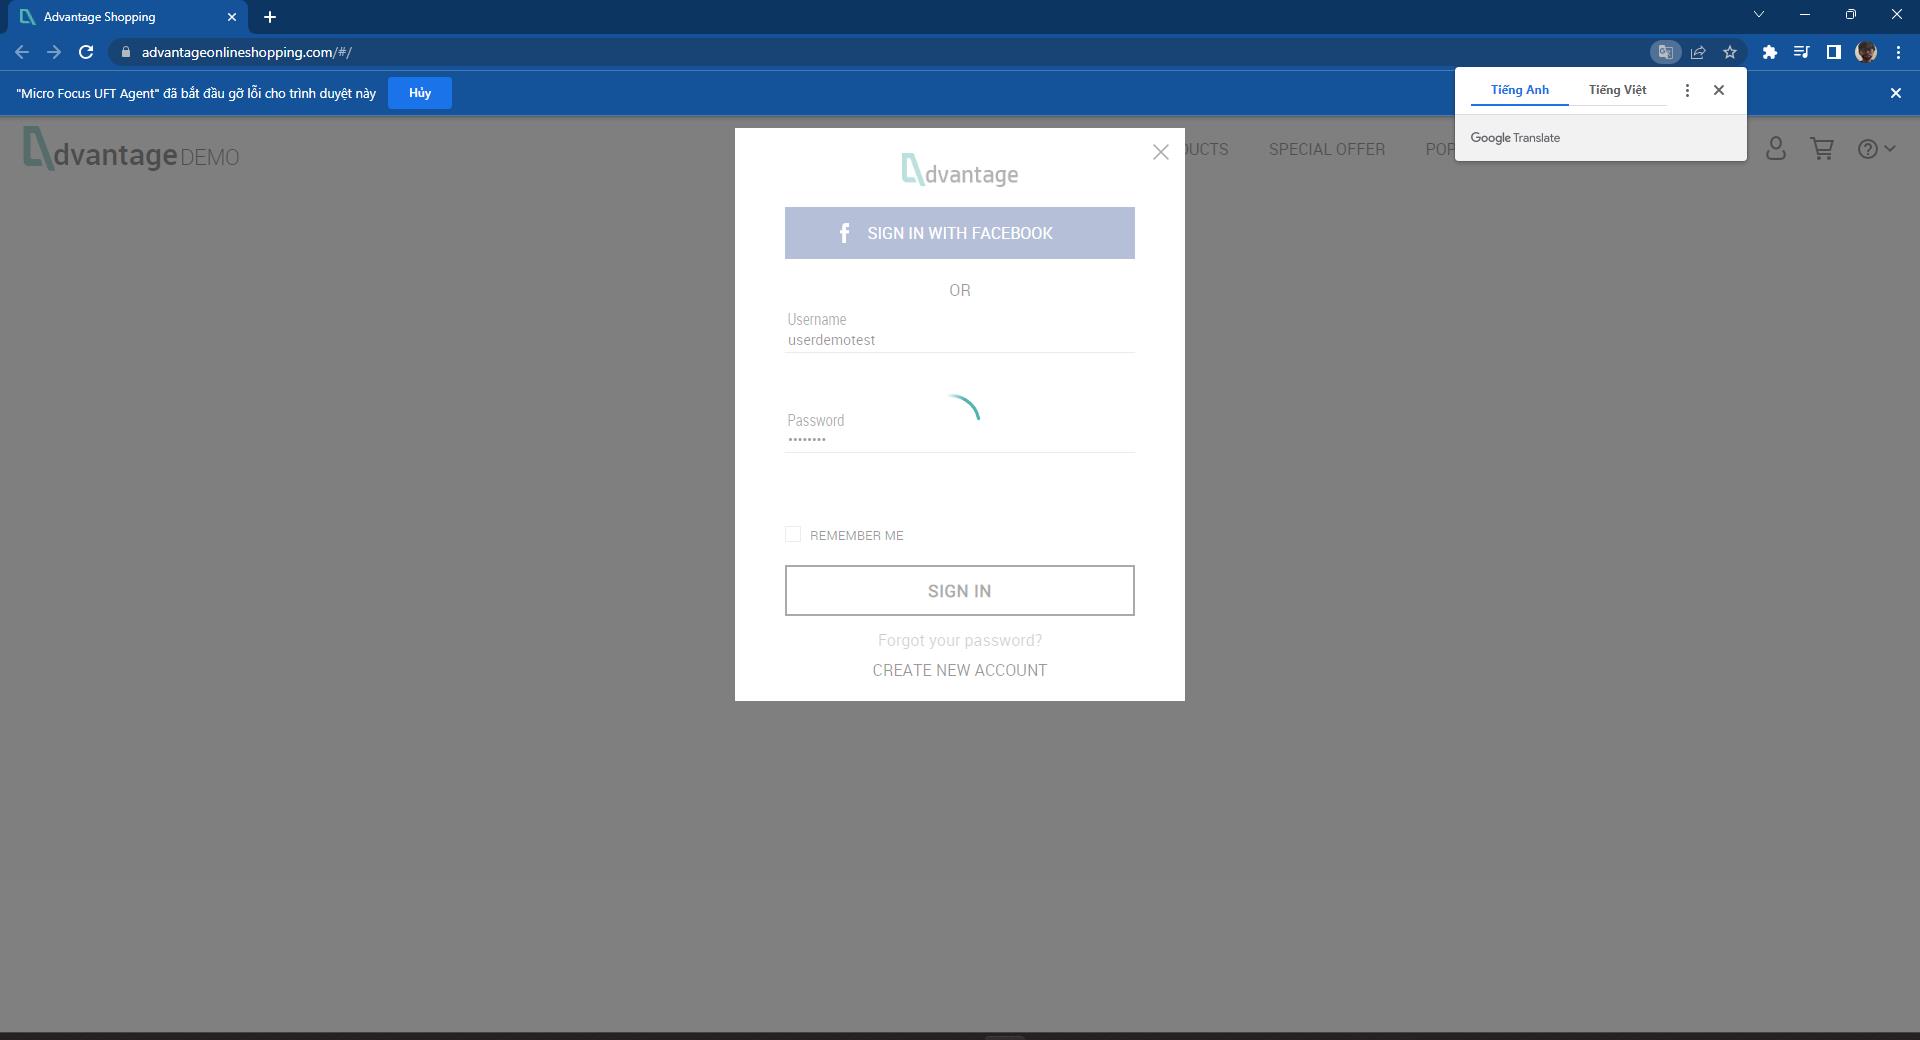 Advantage Shopping
advantageonlineshopping.com/#/
"Micro Focus UFT Agent" đã bắt đầu gỡ lỗi cho trình duyệt này
Hủy
Tiếng Anh
Tiếng Việt
Google Translate
dvantage DEMO
UCTS
SPECIAL OFFER
POP
dvantage
SIGN IN WITH FACEBOOK
OR
Username
userdemotest
Password
••••••••
REMEMBER ME
SIGN IN
Forgot your password?
CREATE NEW ACCOUNT